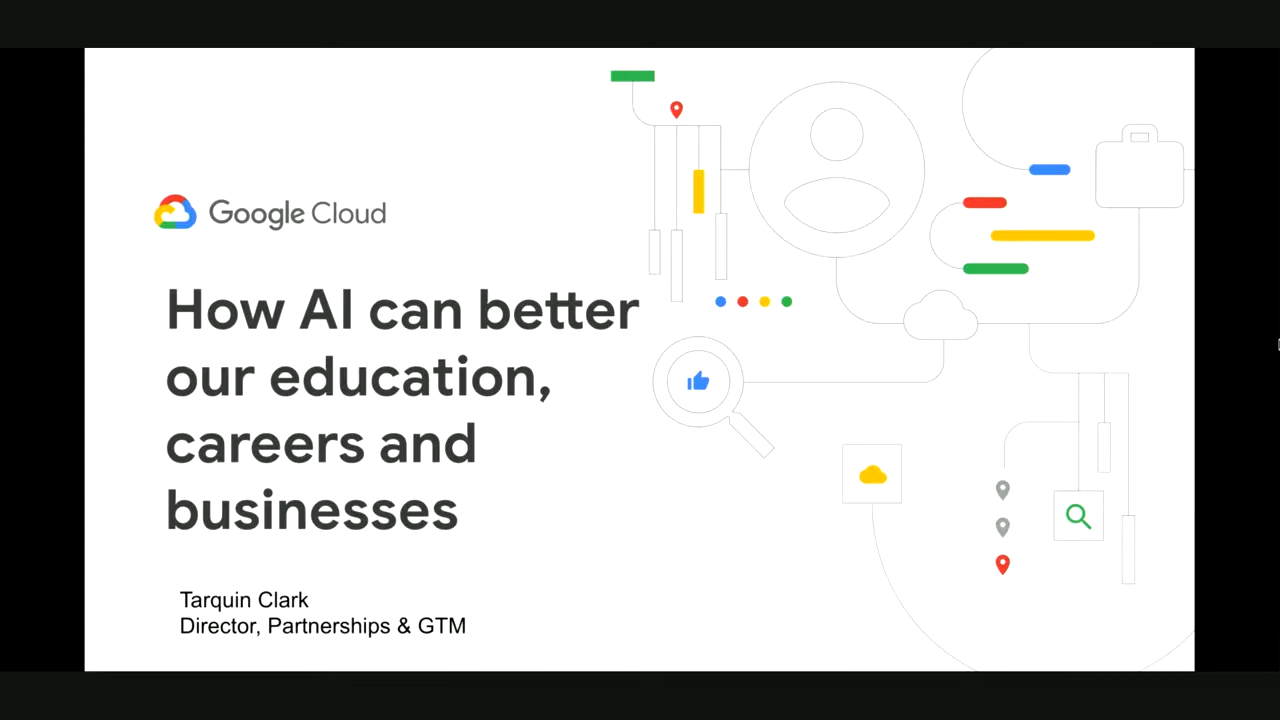 Google Cloud
How AI can better
our education,
careers and
businesses
Tarquin Clark
Director, Partnerships & GTM